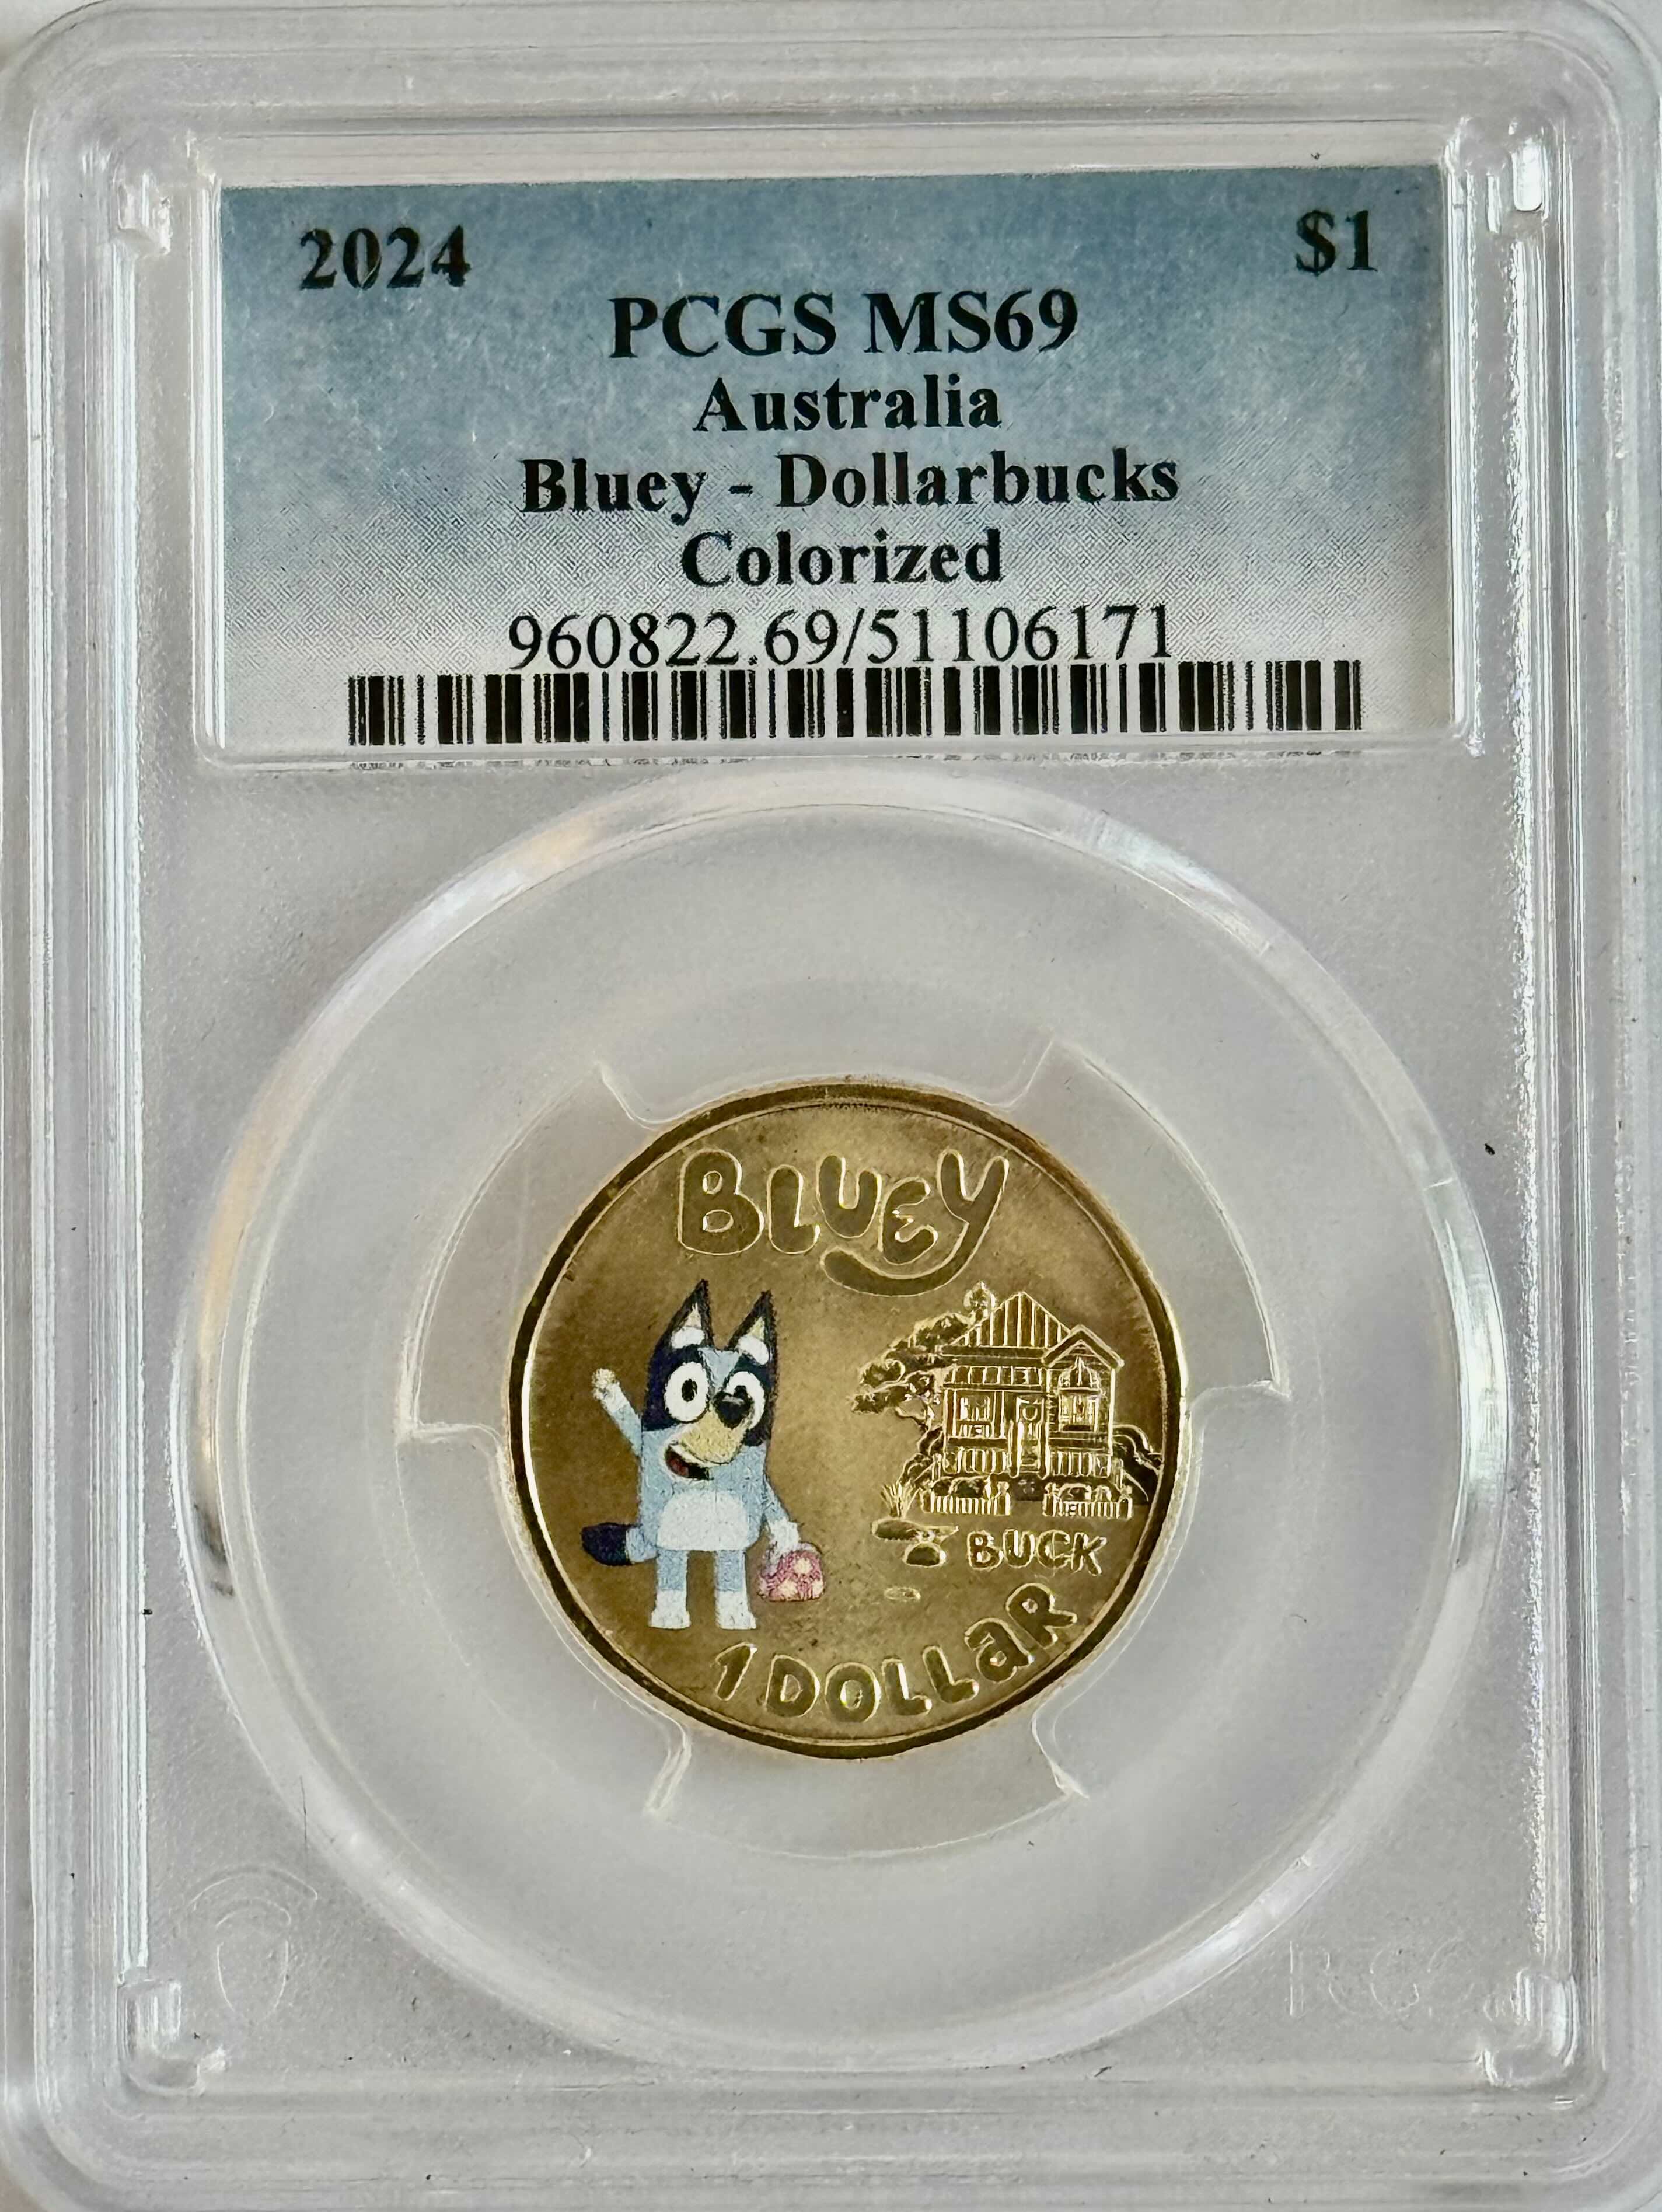 2024 $1
PCGS MS69
Australia
Bluey - Dollarbucks
Colorized
960822.69/51106171
BLUEY
BUCK
1 DOLLaR